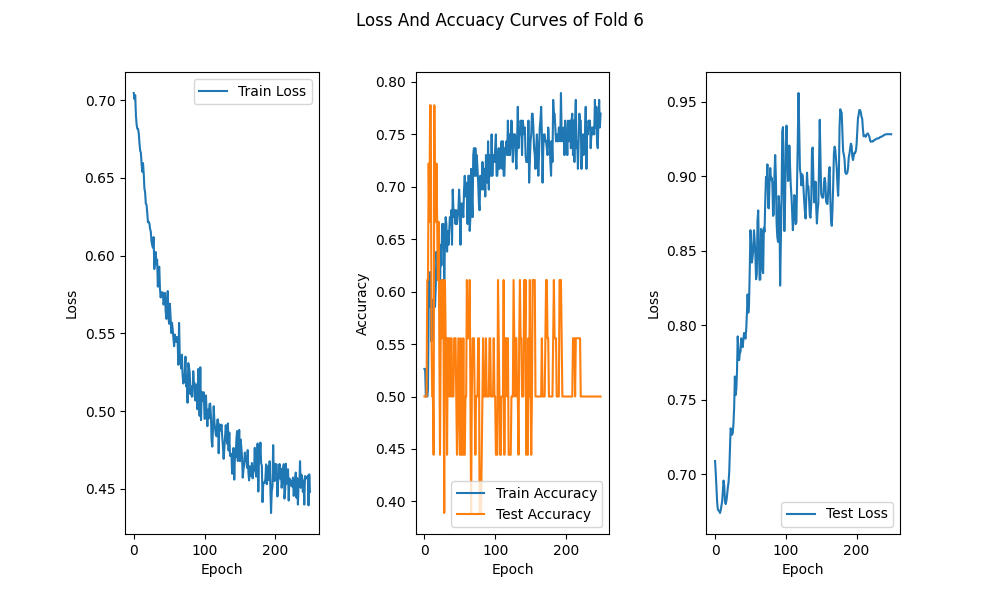 Loss And Accuacy Curves of Fold 6
0.70
0.65
0.60
0.55
0.50
0.45
Loss
0 100 200
Epoch
Train Loss
0.80
0.75
0.70
0.65
0.60
0.55
0.50
0.45
0.40
Accuracy
0 100 200
Epoch
Train Accuracy
Test Accuracy
0.95
0.90
0.85
0.80
0.75
0.70
Loss
0 100 200
Epoch
Test Loss